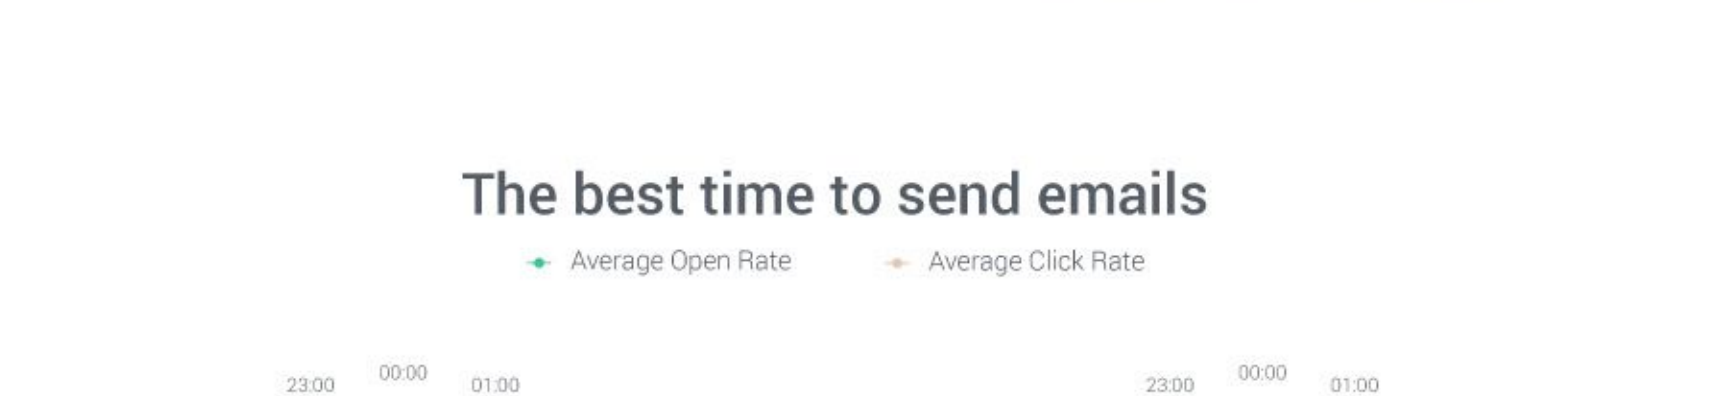 The best time to send emails
Average Open Rate Average Click Rate
00:00 00:00
23:00 01:00 23:00 01:00